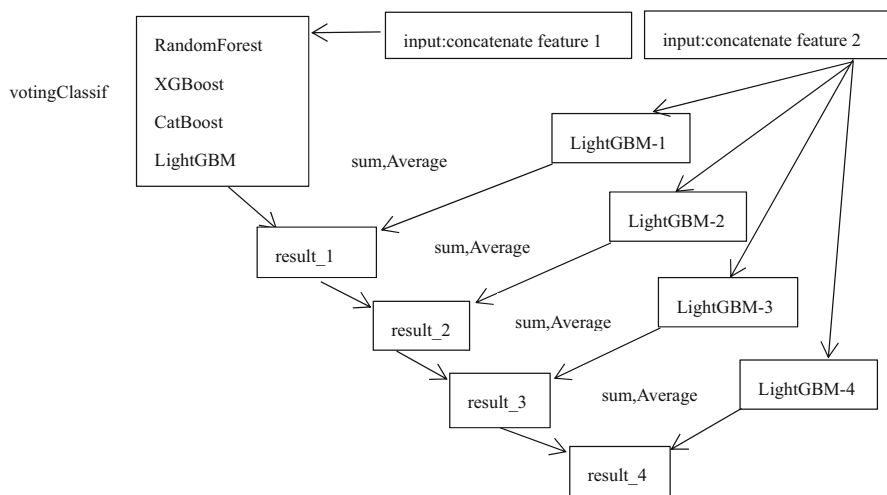 RandomForest
XGBoost
CatBoost
LightGBM
votingClassif
input:concatenate feature 1
input:concatenate feature 2
LightGBM-1
sum,Average
result_1
LightGBM-2
sum,Average
result_2
LightGBM-3
sum,Average
result_3
LightGBM-4
sum,Average
result_4